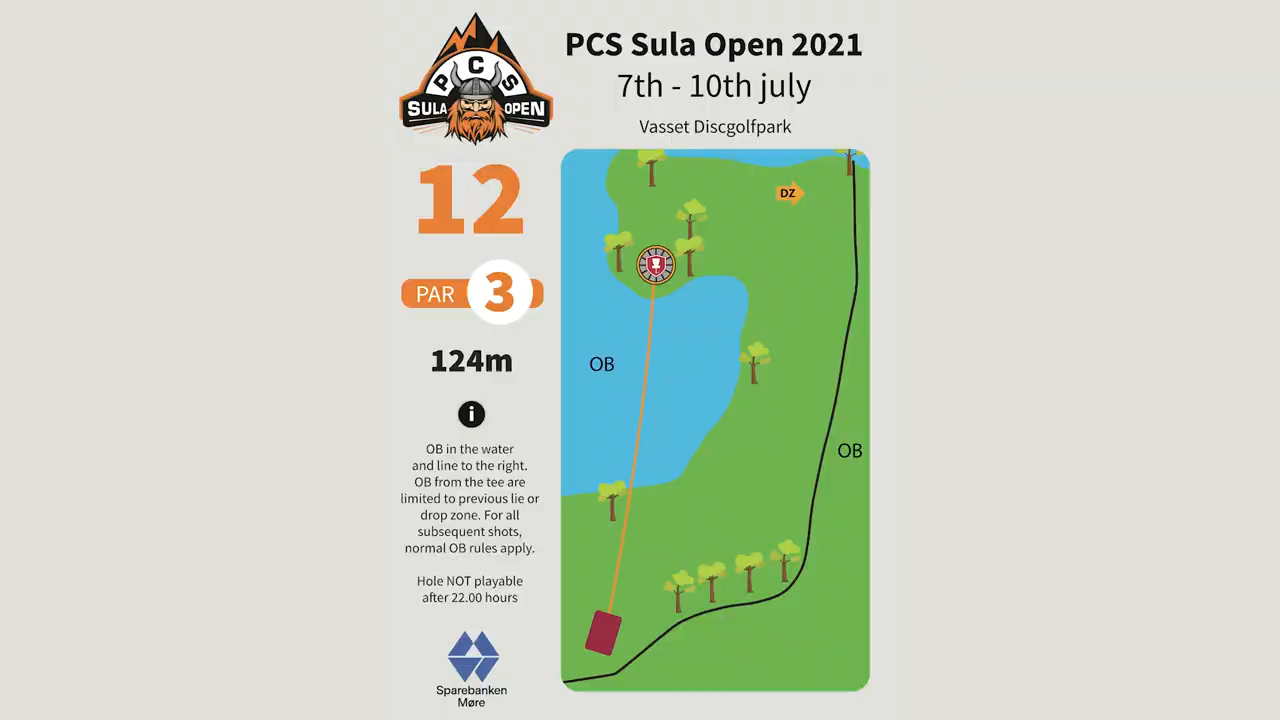 PCS
SULA OPEN
PCS Sula Open 2021
7th - 10th july
Vasset Discgolfpark
12
PAR 3
124m
i
OB in the water
and line to the right.
OB from the tee are
limited to previous lie or
drop zone. For all
subsequent shots,
normal OB rules apply.
Hole NOT playable
after 22.00 hours
Sparebanken
Møre
DZ
OB
OB